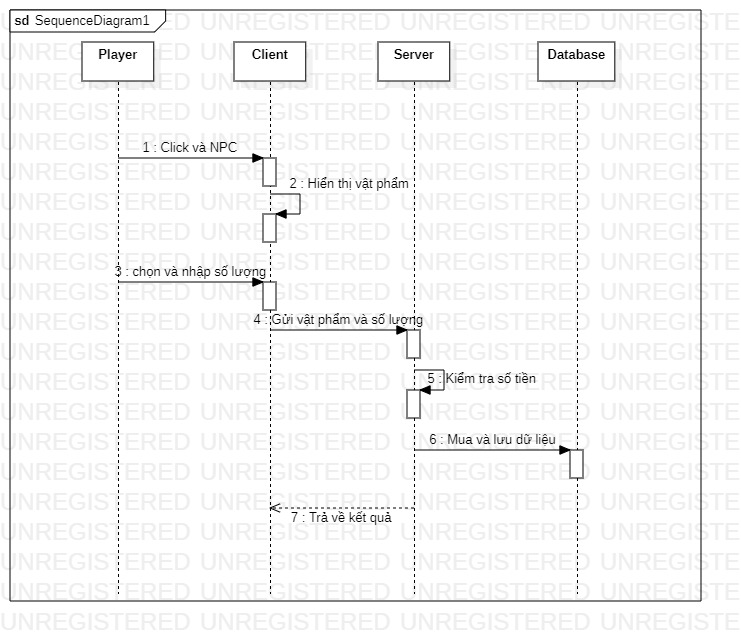 sd SequenceDiagram1
Player
Client
Server
Database
1 : Click và NPC
2 : Hiển thị vật phẩm
3 : chọn và nhập số lượng
4 : Gửi vật phẩm và số lượng
5 : Kiểm tra số tiền
6 : Mua và lưu dữ liệu
7 : Trả về kết quả
UNREGISTERED